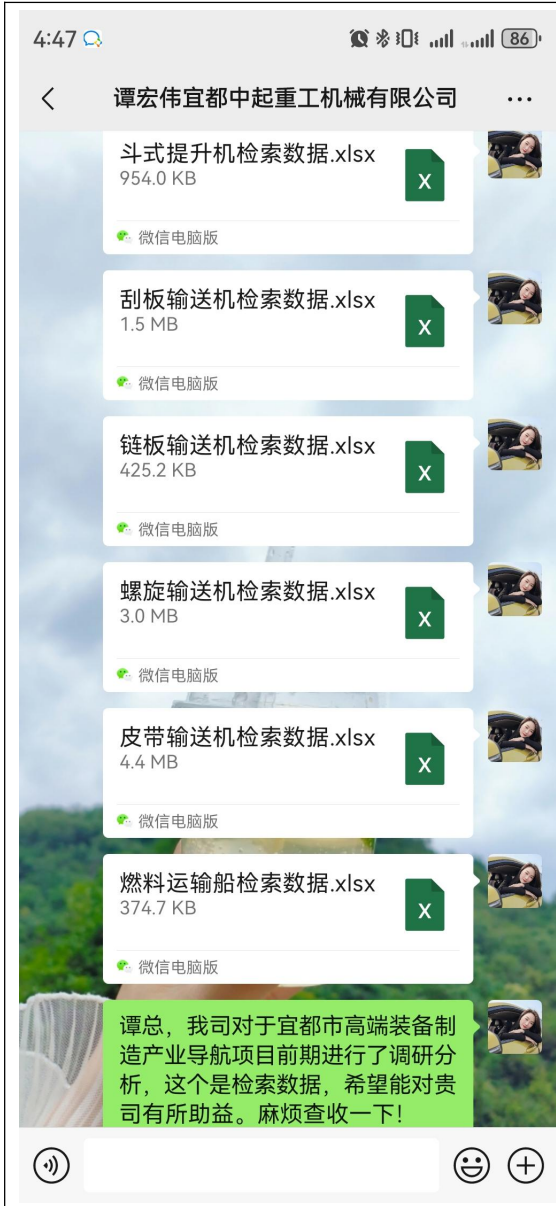 4:47
86
谭宏伟宜都中起重工机械有限公司
斗式提升机检索数据.xlsx
954.0 KB
X
微信电脑版
刮板输送机检索数据.xlsx
1.5 MB
X
微信电脑版
链板输送机检索数据.xlsx
425.2 KB
X
微信电脑版
螺旋输送机检索数据.xlsx
3.0 MB
X
微信电脑版
皮带输送机检索数据.xlsx
4.4 MB
X
微信电脑版
燃料运输船检索数据.xlsx
374.7 KB
X
微信电脑版
谭总，我司对于宜都市高端装备制
造产业导航项目前期进行了调研分
析，这个是检索数据，希望能对贵
司有所助益。麻烦查收一下！